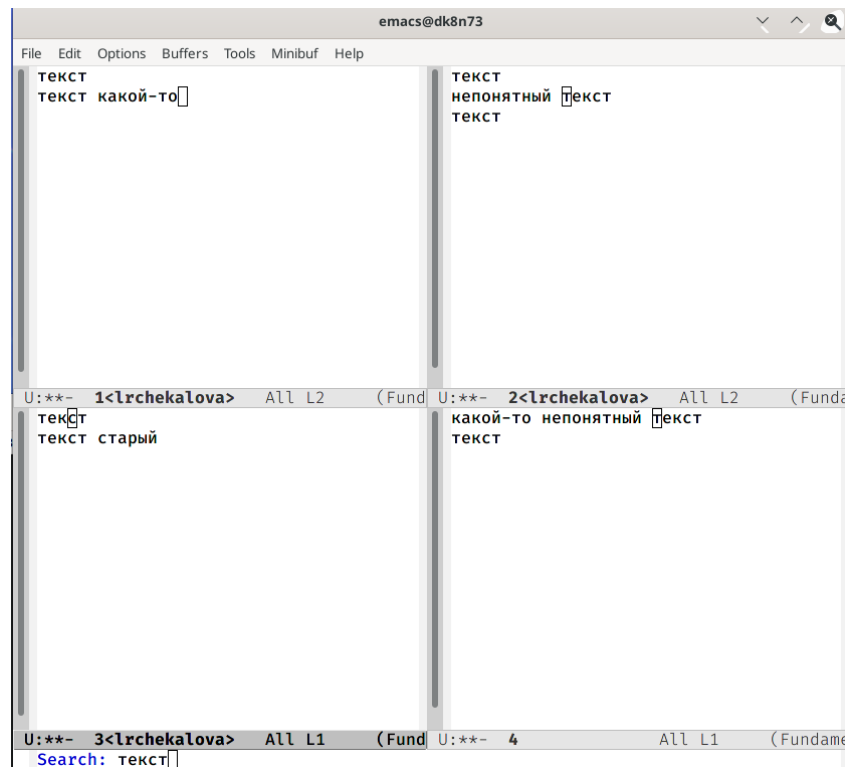 emacs@dk8n73
File Edit Options Buffers Tools Minibuf Help
текст
текст какой-то
U:**- 1<lrchekalova> All L2 (Fund
текст
непонятный текст
текст
U:**- 2<lrchekalova> All L2 (Funda
текст
текст старый
U:**- 3<lrchekalova> All L1 (Fund
какой-то непонятный текст
текст
U:**- 4 All L1 (Fundame
Search: текст